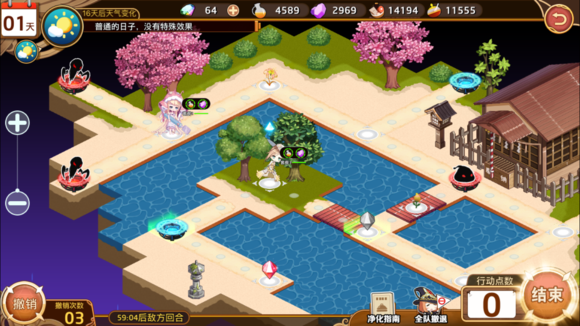 01天
16天后天气变化
普通的日子，没有特殊效果
64
4589
2969
14194
11555
撤销
撤销次数
03
59:04后敌方回合
净化指南
全队撤退
行动点数
0
结束